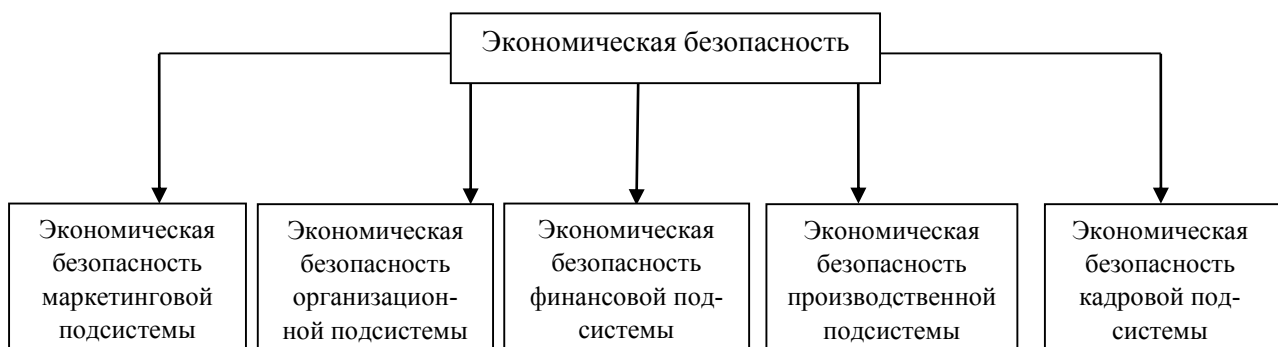 Экономическая безопасность
Экономическая
безопасность
маркетинговой
подсистемы
Экономическая
безопасность
организацион-
ной подсистемы
Экономическая
безопасность
финансовой под-
системы
Экономическая
безопасность
производственной
подсистемы
Экономическая
безопасность
кадровой под-
системы